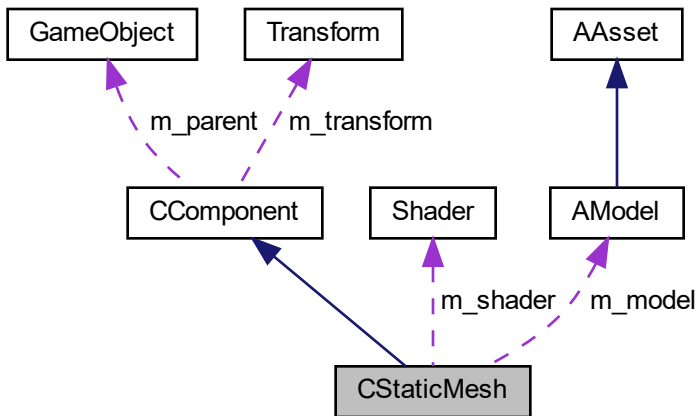 GameObject
Transform
AAsset
m_parent
m_transform
CComponent
Shader
AModel
m_shader
m_model
CStaticMesh